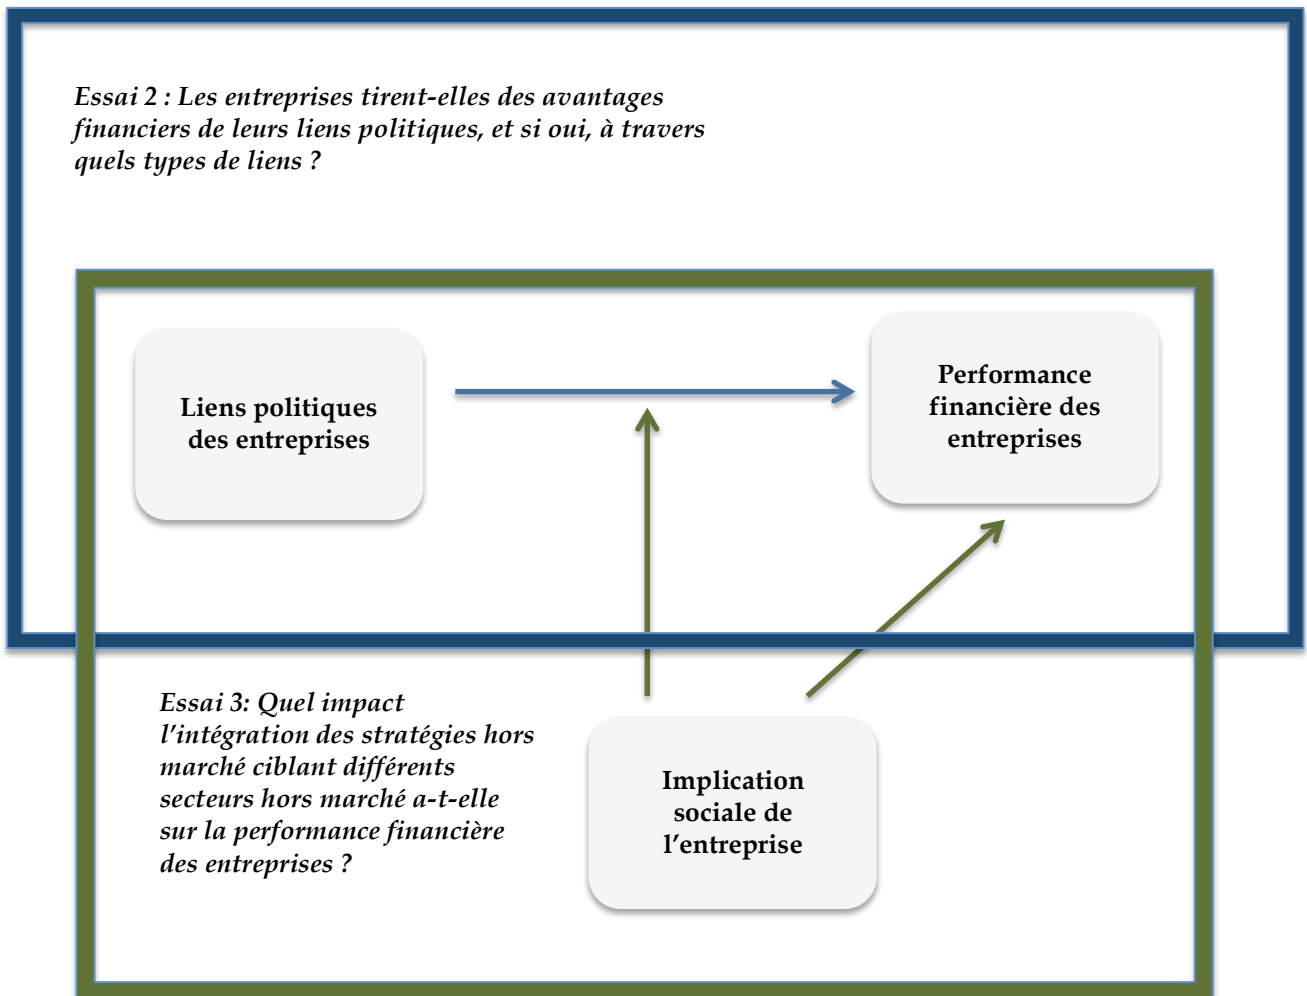 Essai 2 : Les entreprises tirent-elles des avantages
financiers de leurs liens politiques, et si oui, à travers
quels types de liens ?
Liens politiques
des entreprises
Performance
financière des
entreprises
Essai 3: Quel impact
l’intégration des stratégies hors
marché ciblant différents
secteurs hors marché a-t-elle
sur la performance financière
des entreprises ?
Implication
sociale de
l’entreprise